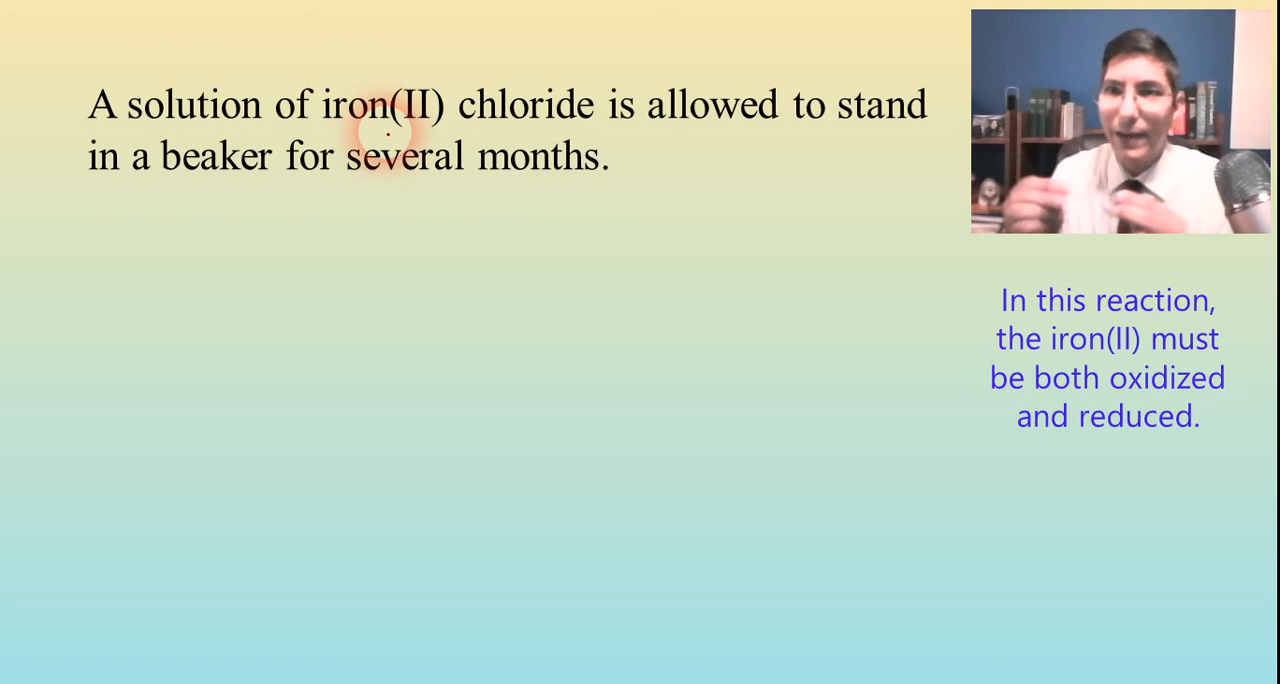 A solution of iron(II) chloride is allowed to stand
in a beaker for several months.
In this reaction,
the iron(II) must
be both oxidized
and reduced.